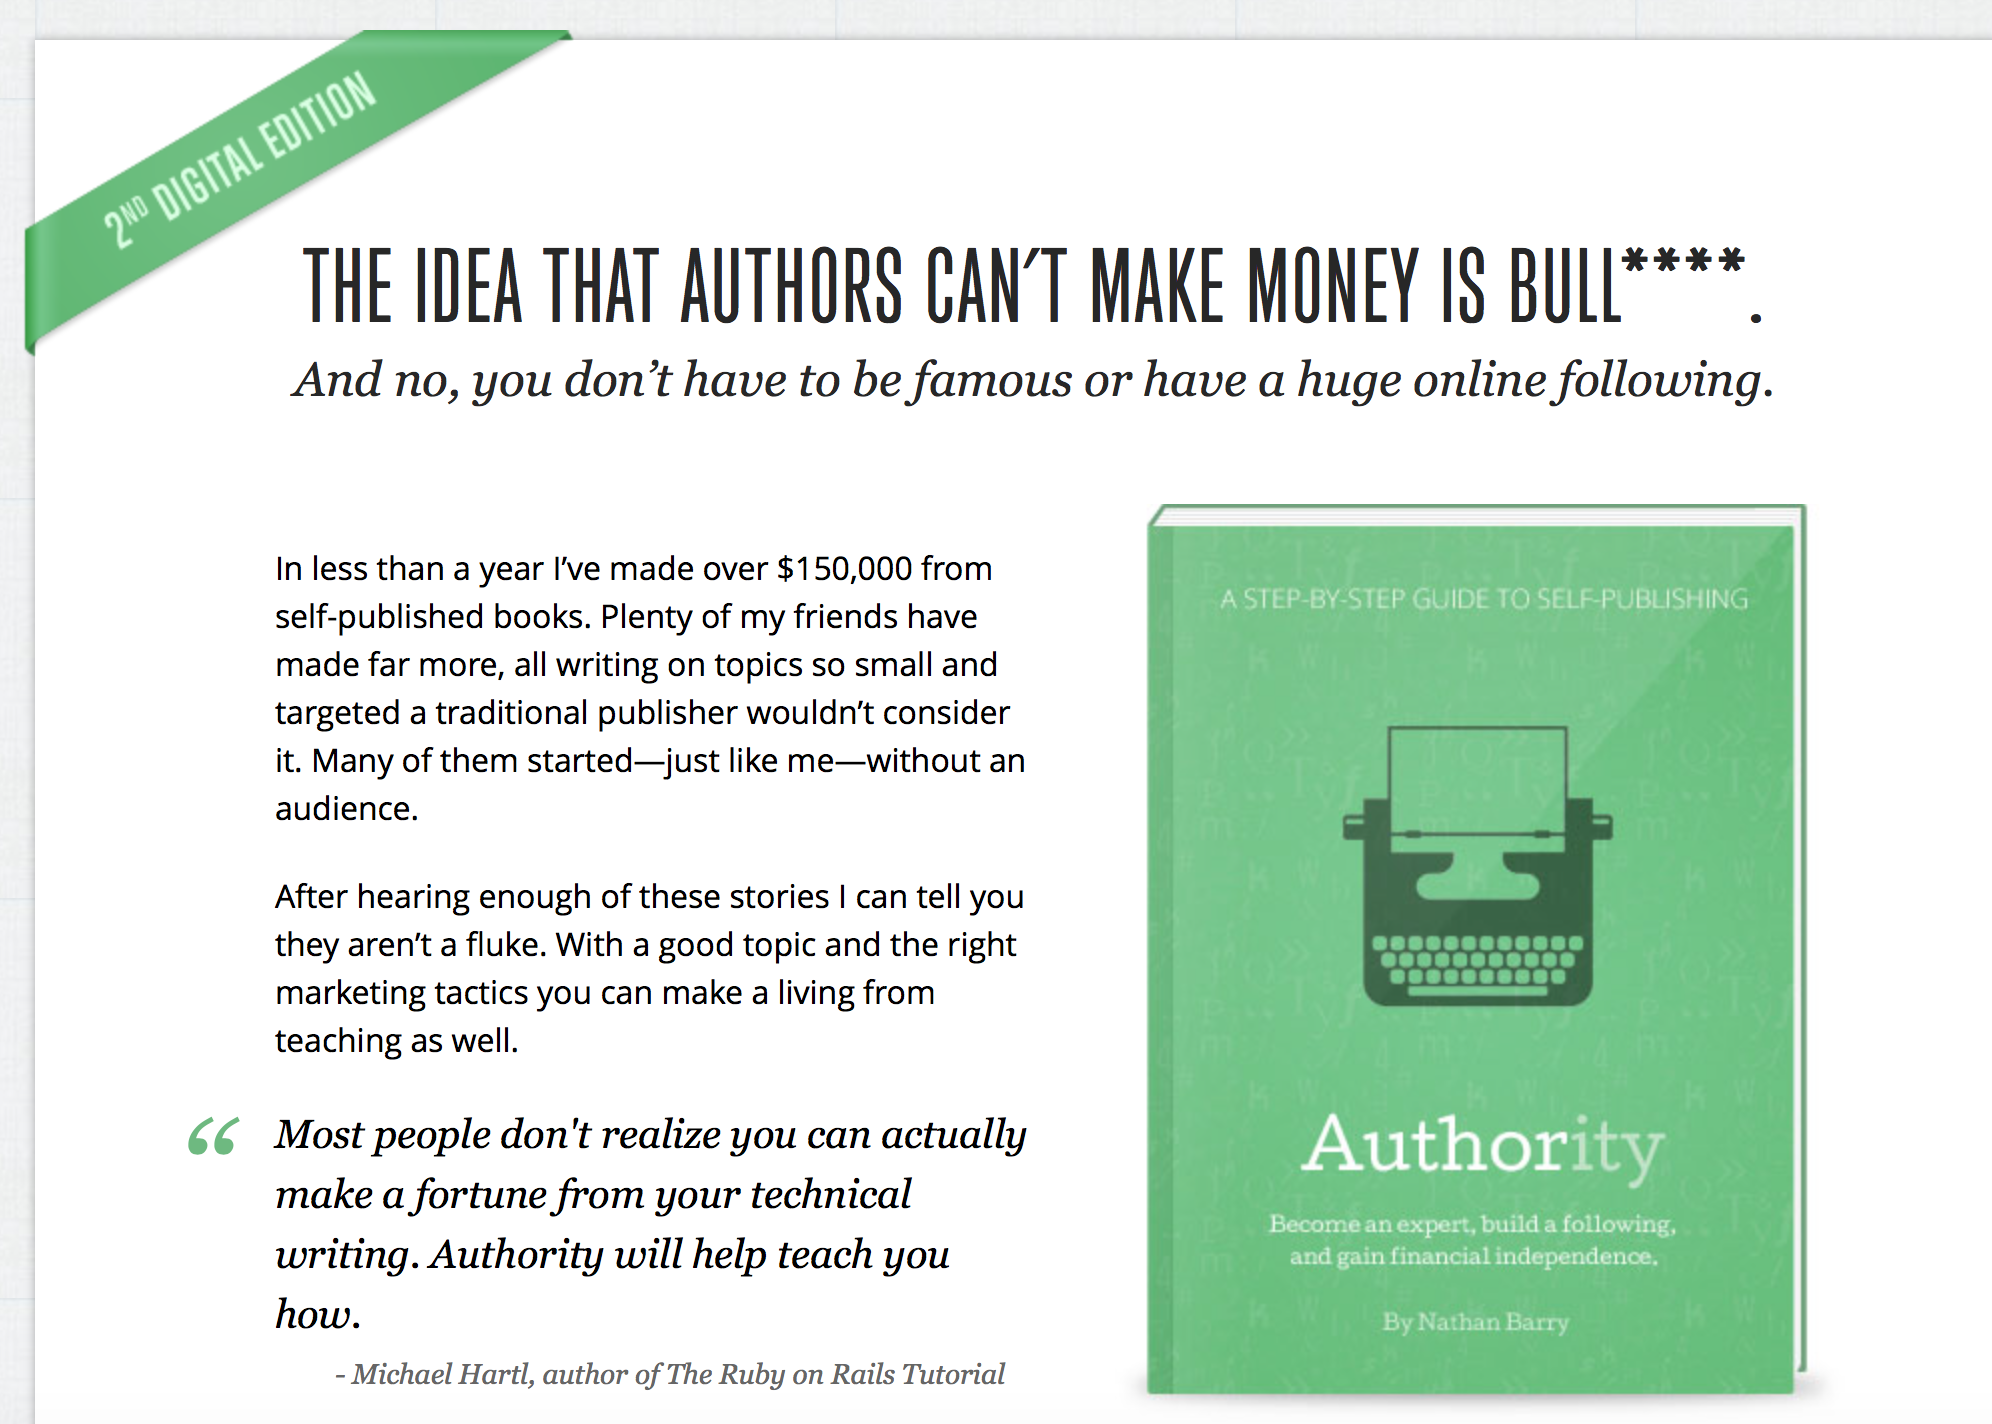 2ND DIGITAL EDITION
THE IDEA THAT AUTHORS CAN'T MAKE MONEY IS BULL****.
And no, you don’t have to be famous or have a huge online following.
In less than a year I’ve made over $150,000 from
self-published books. Plenty of my friends have
made far more, all writing on topics so small and
targeted a traditional publisher wouldn’t consider
it. Many of them started—just like me—without an
audience.
After hearing enough of these stories I can tell you
they aren’t a fluke. With a good topic and the right
marketing tactics you can make a living from
teaching as well.
“ Most people don't realize you can actually
make a fortune from your technical
writing. Authority will help teach you
how.
- Michael Hartl, author of The Ruby on Rails Tutorial
A STEP-BY-STEP GUIDE TO SELF-PUBLISHING
Authority
Become an expert, build a following,
and gain financial independence.
By Nathan Barry